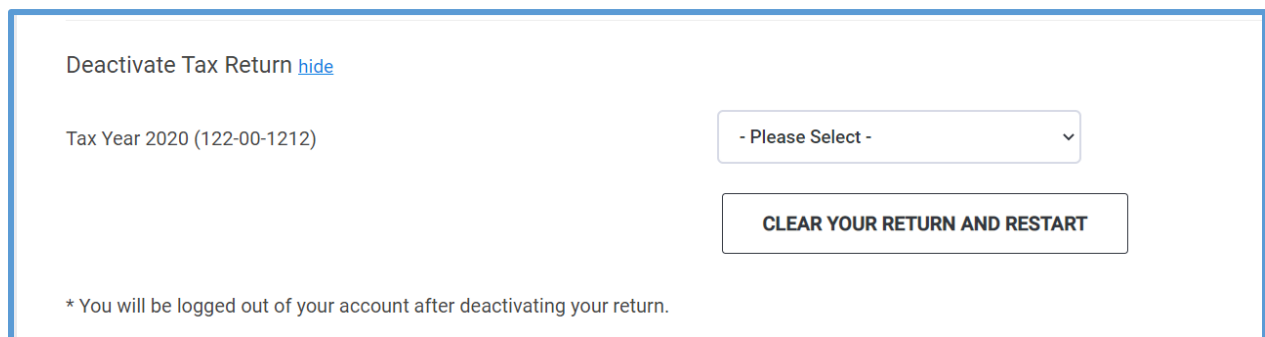 Deactivate Tax Return hide
Tax Year 2020 (122-00-1212)
- Please Select -
CLEAR YOUR RETURN AND RESTART
* You will be logged out of your account after deactivating your return.